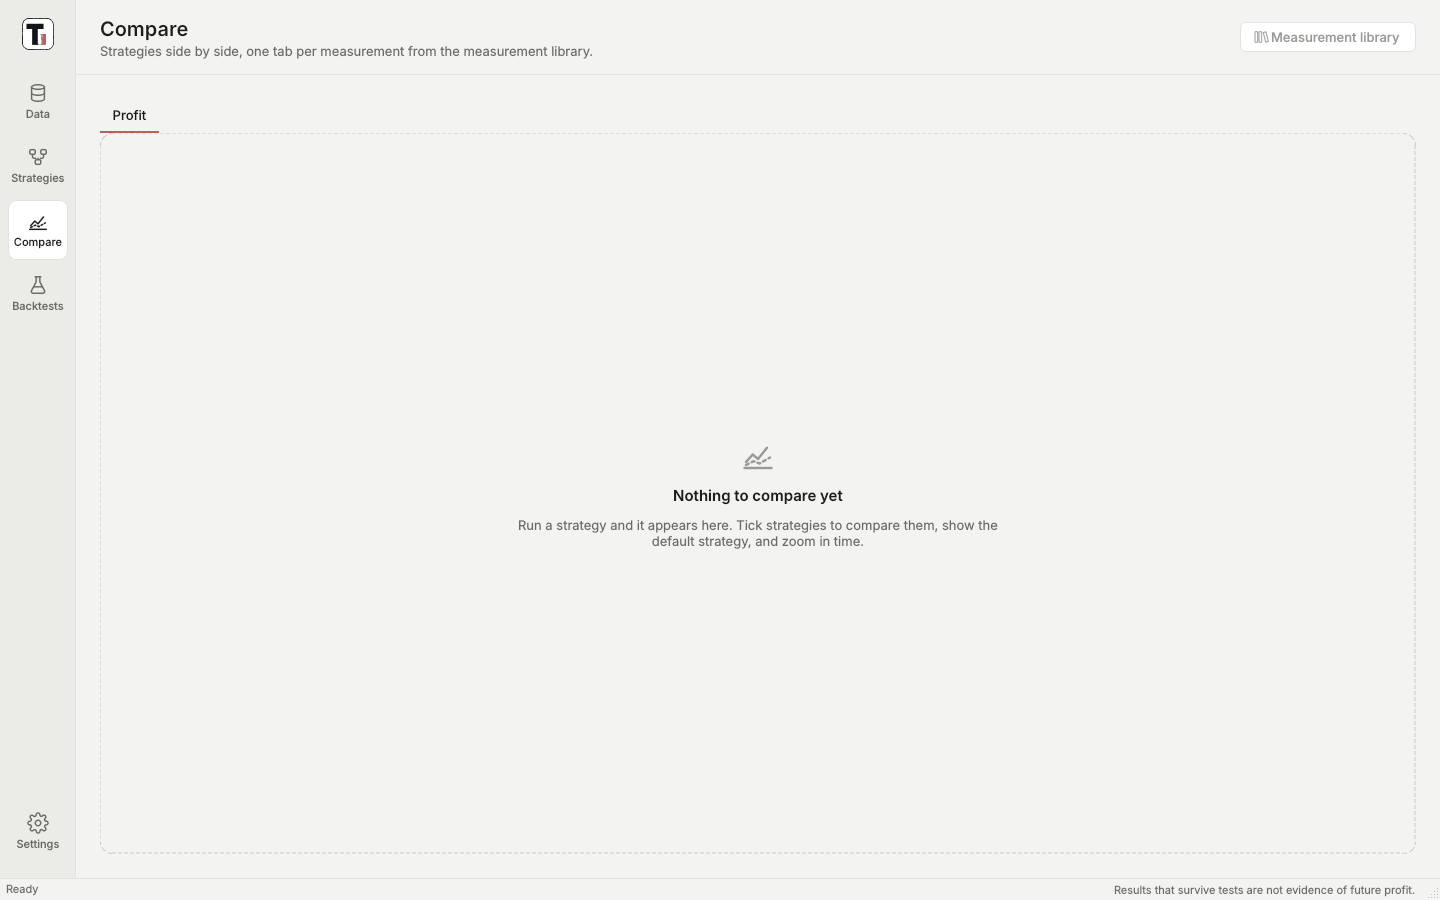 Ti
Compare
Strategies side by side, one tab per measurement from the measurement library.
Measurement library
Data
Strategies
Compare
Backtests
Settings
Profit
Nothing to compare yet
Run a strategy and it appears here. Tick strategies to compare them, show the
default strategy, and zoom in time.
Ready
Results that survive tests are not evidence of future profit.